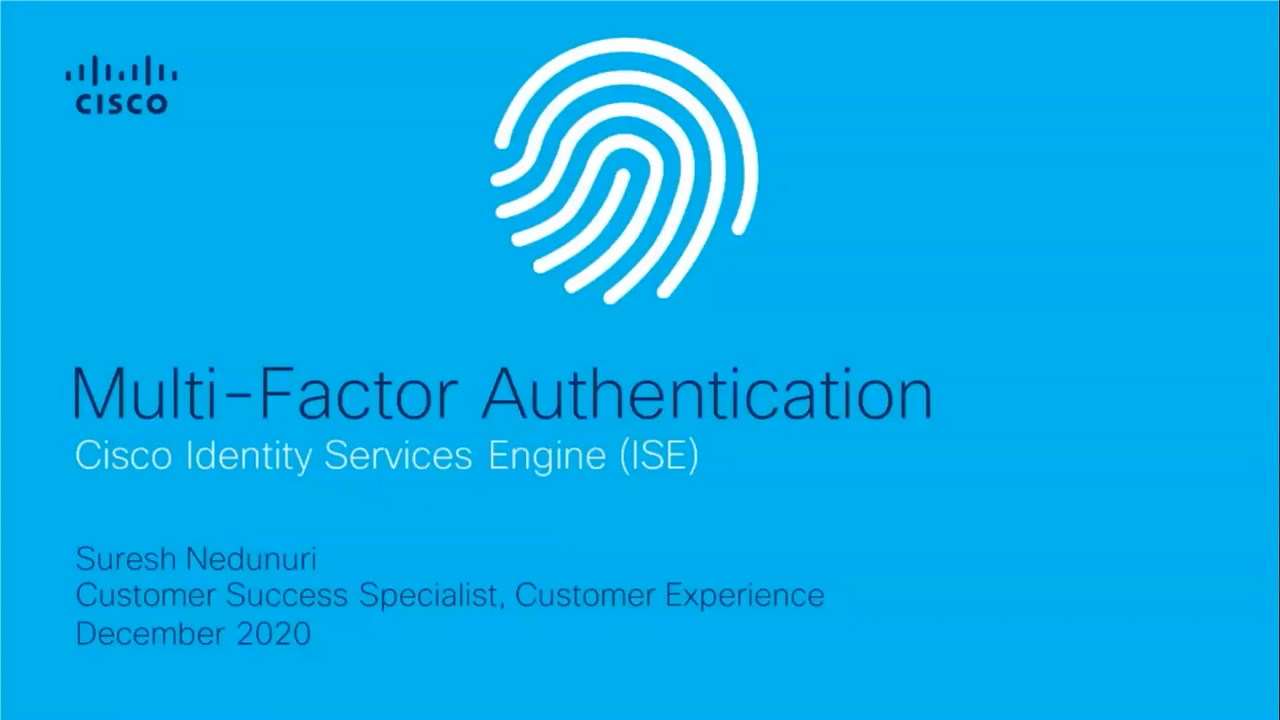 CISCO
Multi-Factor Authentication
Cisco Identity Services Engine (ISE)
Suresh Nedunuri
Customer Success Specialist, Customer Experience
December 2020